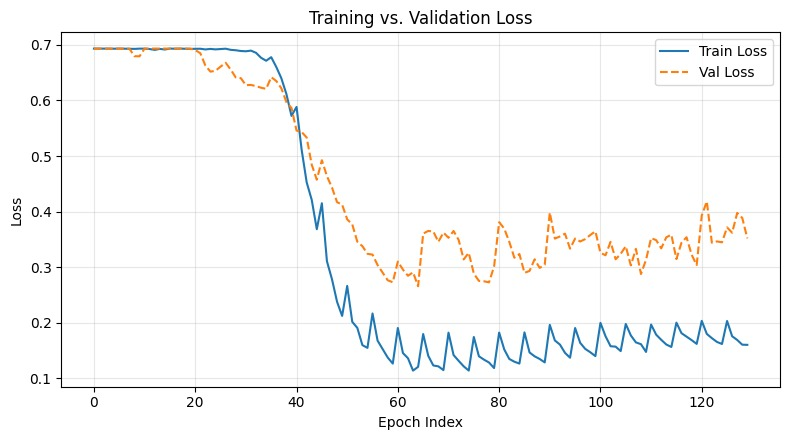 Training vs. Validation Loss
Train Loss
Val Loss
0.7
0.6
0.5
0.4
0.3
0.2
0.1
Loss
0
20
40
60
80
100
120
Epoch Index